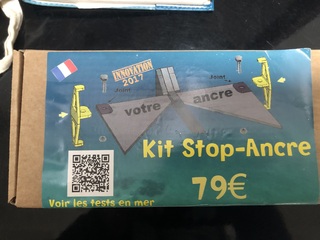 INNOVATION
2017
votre ancre
Kit Stop-Ancre
79€
Voir les tests en mer